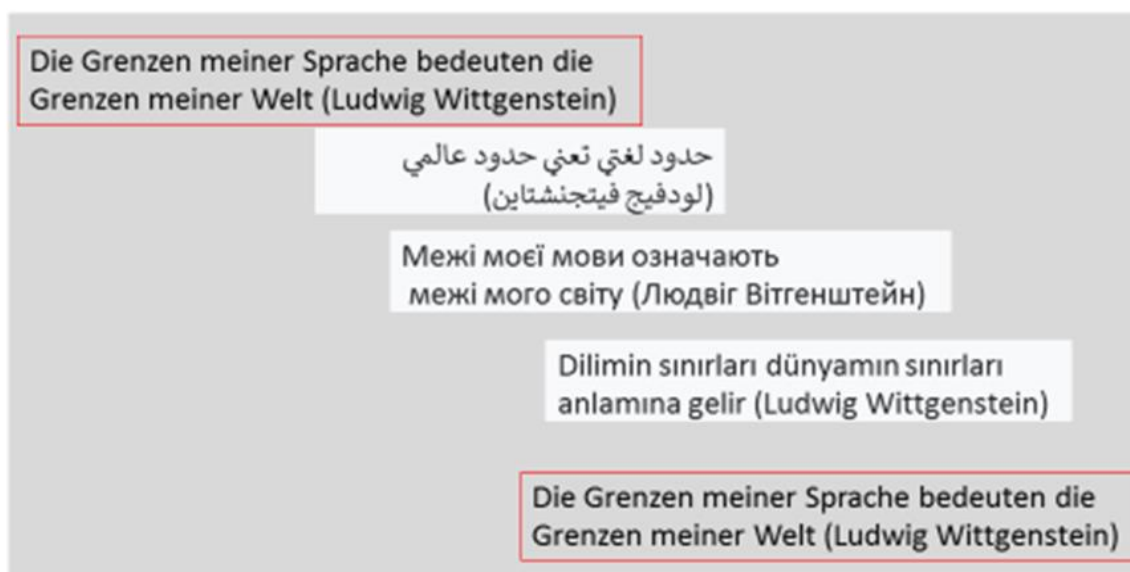 Die Grenzen meiner Sprache bedeuten die
Grenzen meiner Welt (Ludwig Wittgenstein)
حدود لغتي تعني حدود عالمي
(لودفيج فيتجنشتاين)
Межі моєї мови означають
межі мого світу (Людвіг Вітгенштейн)
Dilimin sınırları dünyamın sınırları
anlamına gelir (Ludwig Wittgenstein)
Die Grenzen meiner Sprache bedeuten die
Grenzen meiner Welt (Ludwig Wittgenstein)